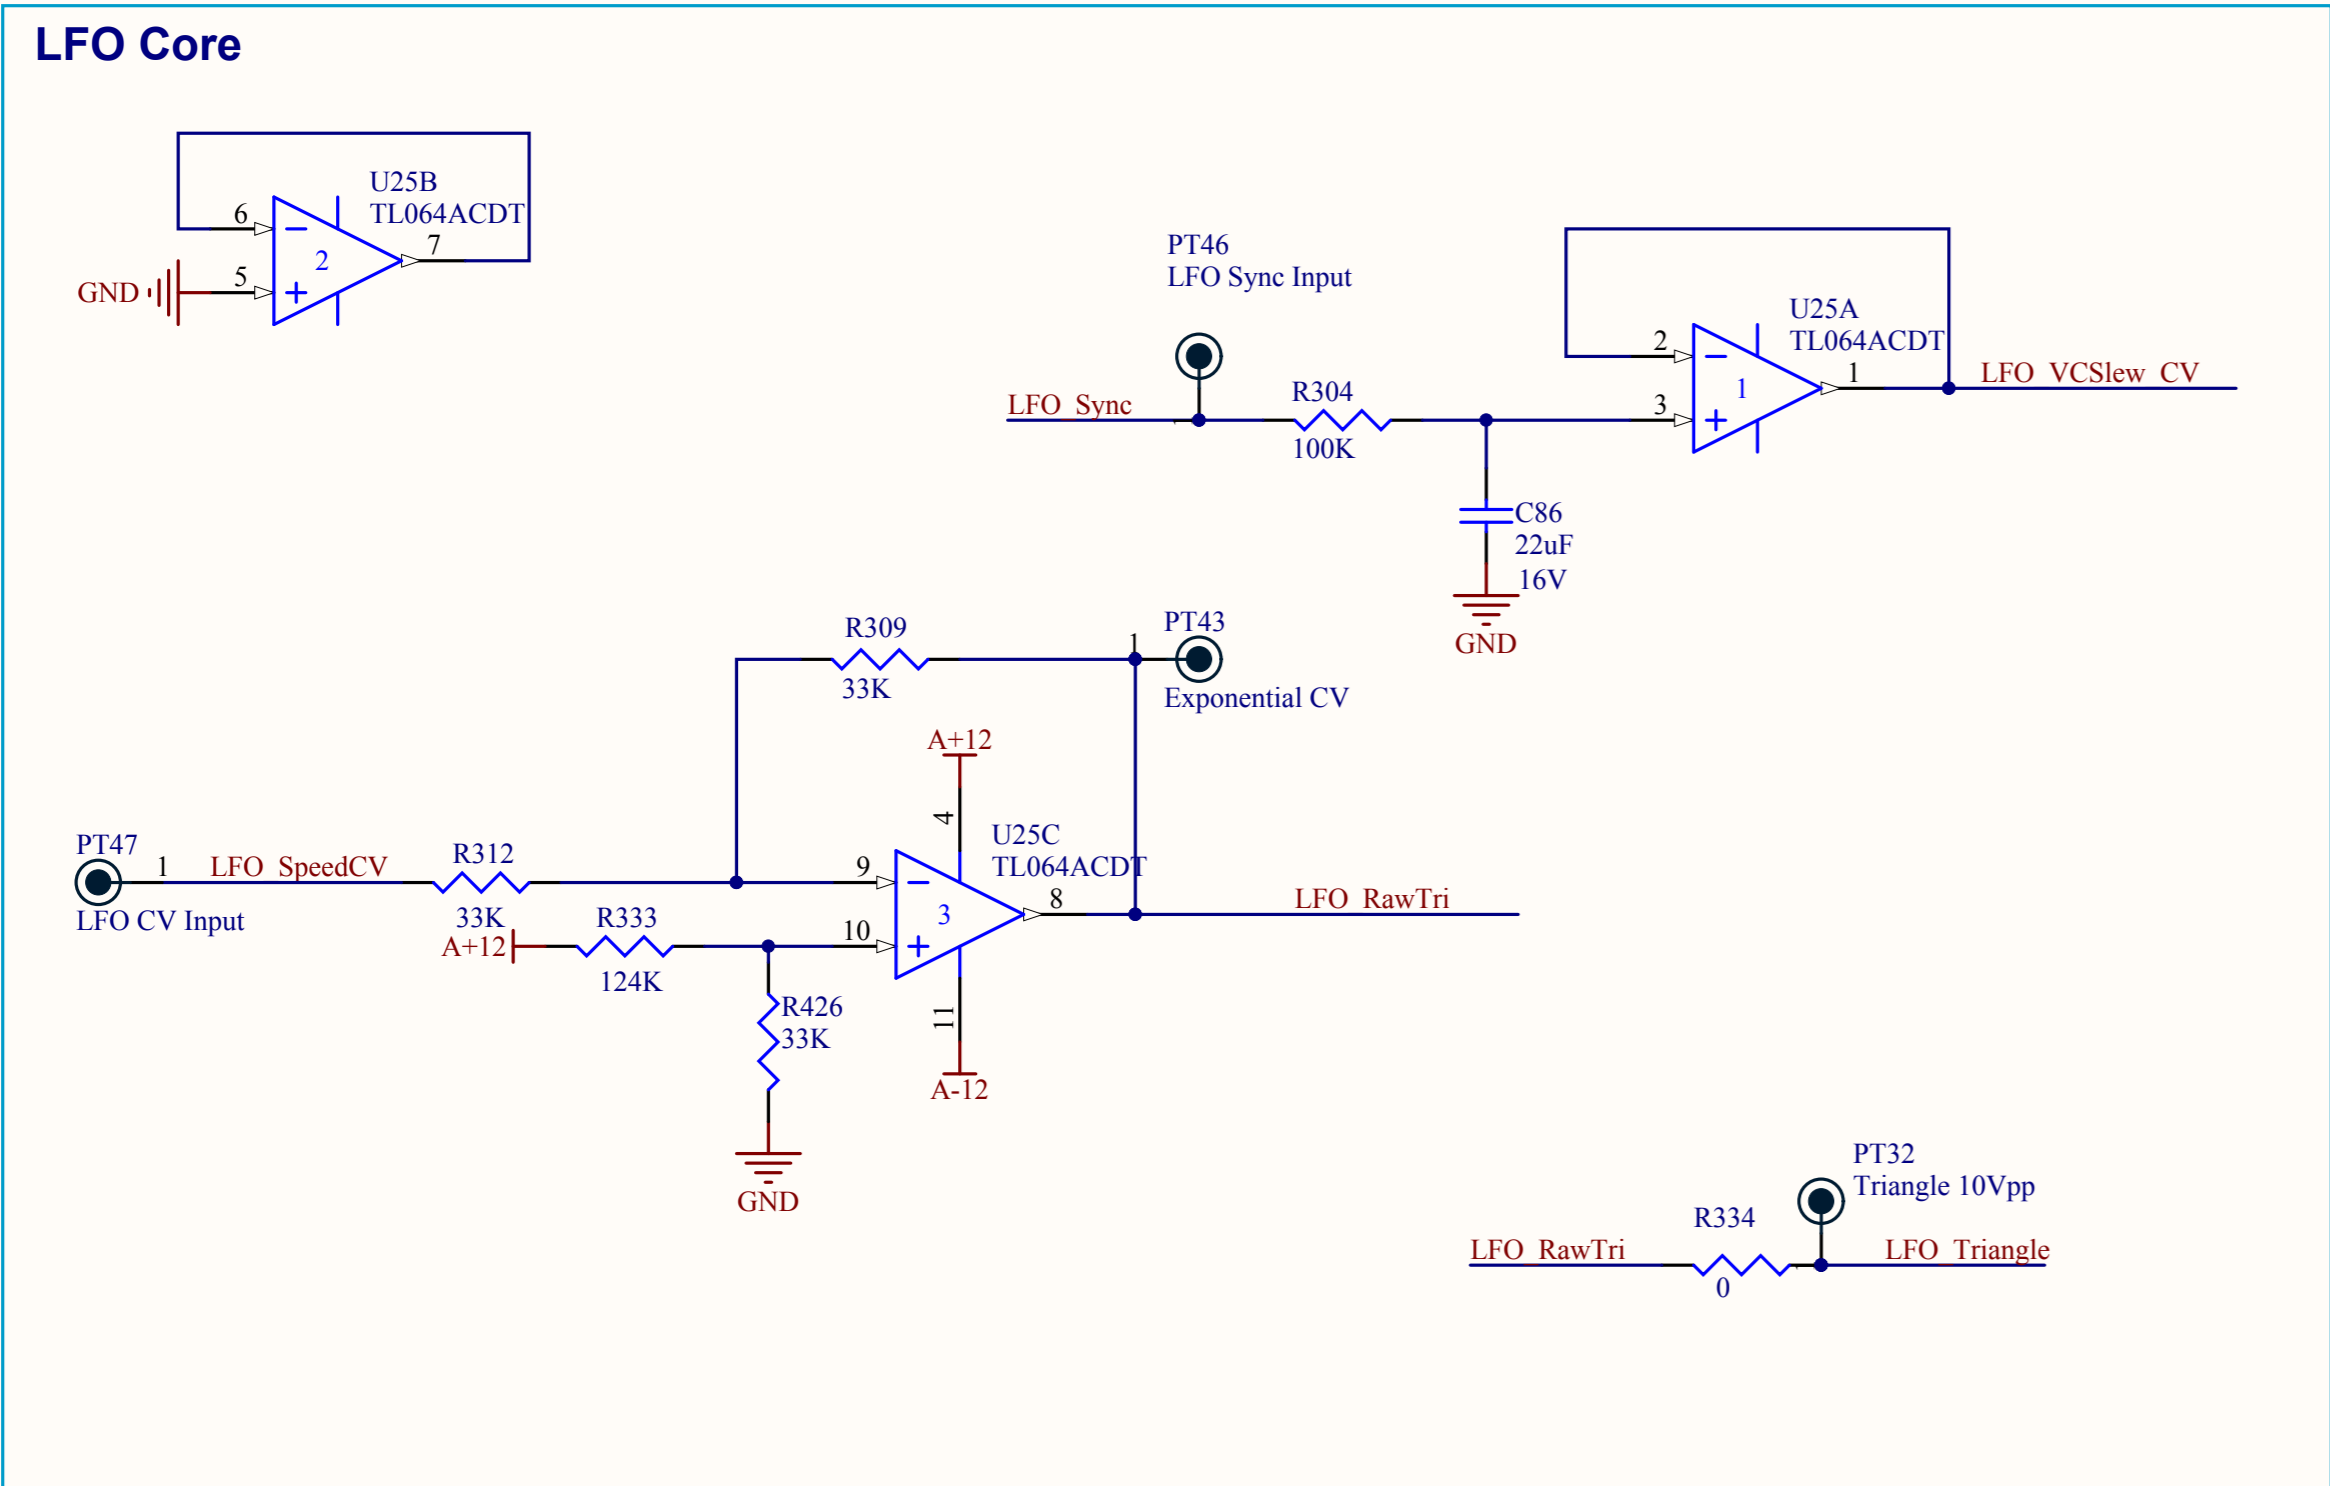 LFO Core
U25B
TL064ACDT
6
2
7
5
GND
PT46
LFO Sync Input
U25A
TL064ACDT
2
1
1
LFO_VCSlew_CV
LFO_Sync
R304
100K
3
C86
22uF
16V
GND
R309
33K
1
PT43
Exponential CV
A+12
4
U25C
TL064ACDT
PT47
1
LFO_SpeedCV
LFO CV Input
R312
33K
9
3
8
LFO_RawTri
A+12
R333
124K
10
R426
33K
11
A-12
GND
PT32
Triangle 10Vpp
R334
LFO_RawTri
0
LFO_Triangle